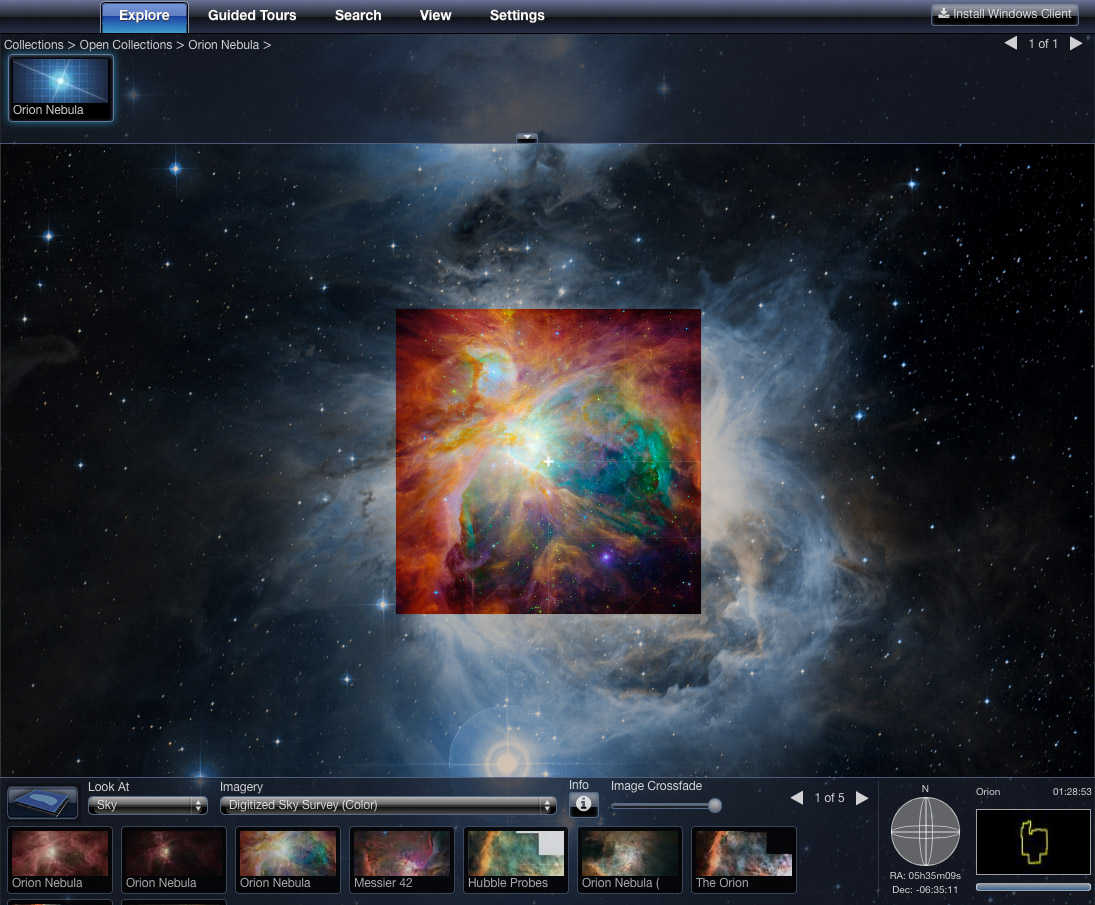 Explore Guided Tours Search View Settings Install Windows Client
Collections > Open Collections > Orion Nebula >
1 of 1
Orion Nebula
Look At
Sky
Imagery
Digitized Sky Survey (Color)
Info
Image Crossfade
1 of 5
Orion Nebula
Orion Nebula
Orion Nebula
Messier 42
Hubble Probes
Orion Nebula (
The Orion
N
RA: 05h35m09s
Dec: -06:35:11
Orion 01:28:53